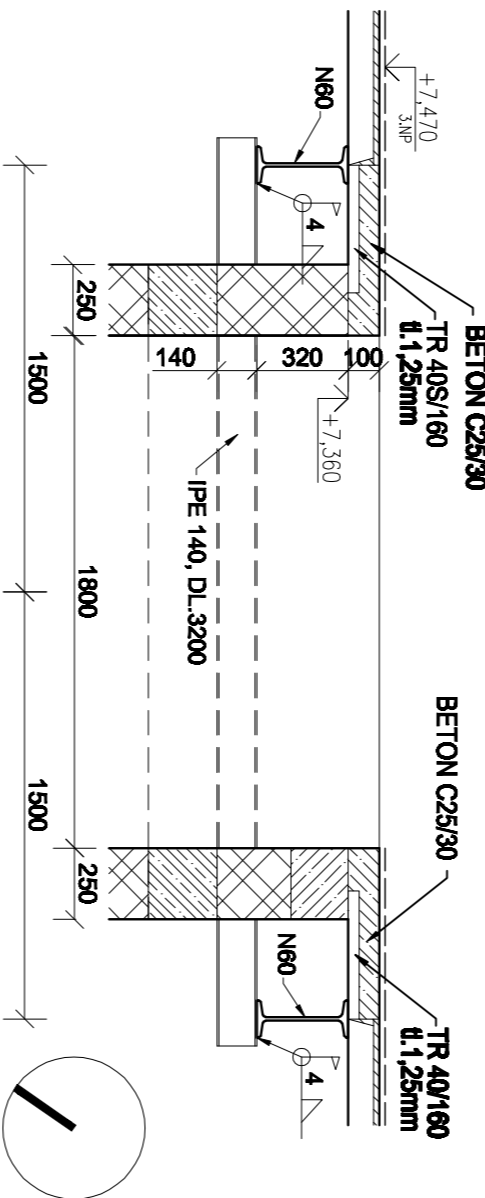 +7,470
3.NP
N60
4
BETON C25/30
TR 40S/160
tl.1,25mm
250
140
320
100
+7,360
1500
IPE 140, DL.3200
1800
1500
BETON C25/30
TR 40/160
tl.1,25mm
250
N60
4